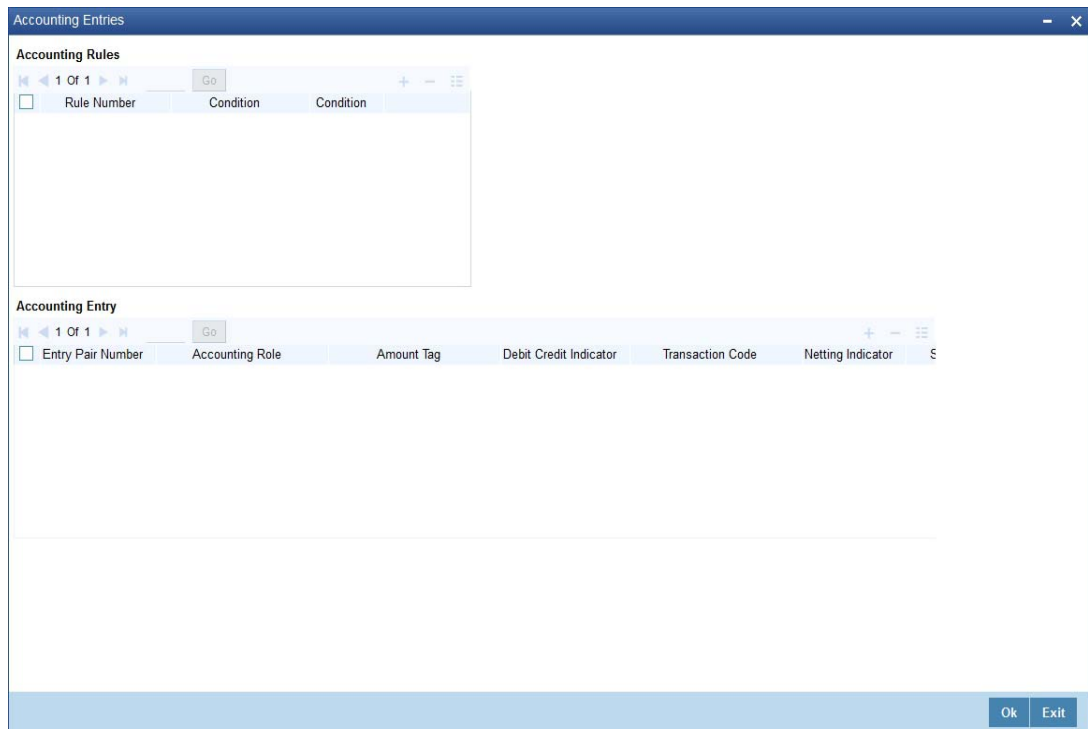 Accounting Entries
Accounting Rules
1 Of 1 Go
Rule Number Condition Condition
Accounting Entry
1 Of 1 Go
Entry Pair Number Accounting Role Amount Tag Debit Credit Indicator Transaction Code Netting Indicator S
Ok Exit